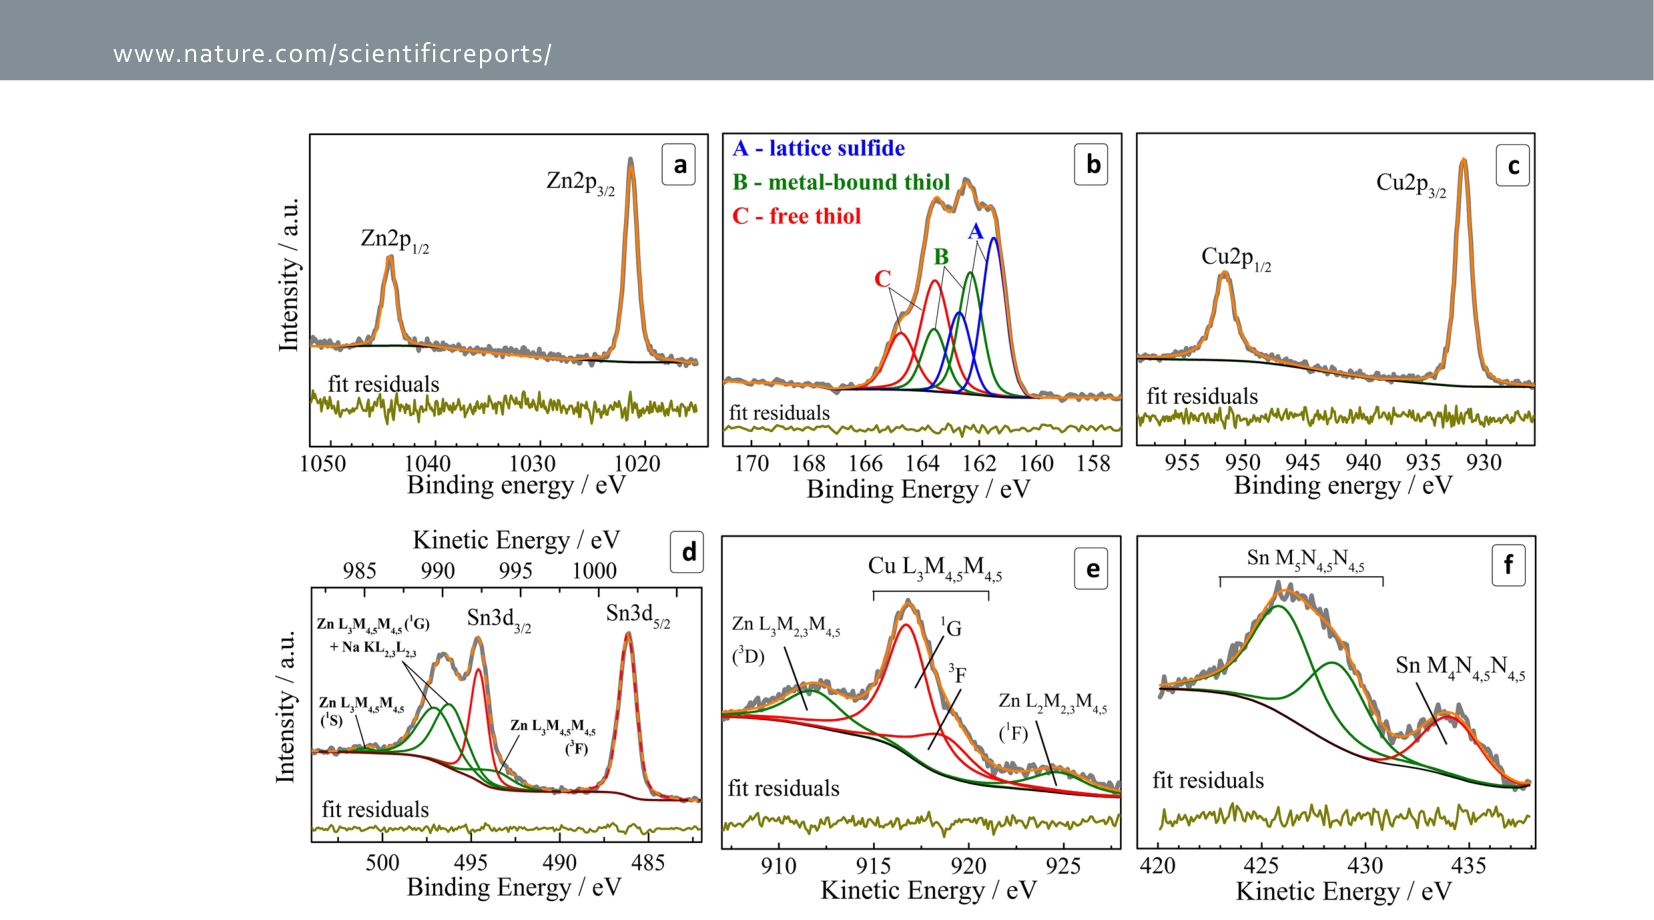 www.nature.com/scientificreports/
a
Zn2p3/2
Zn2p1/2
fit residuals
Intensity / a.u.
1050 1040 1030 1020
Binding energy / eV
b
A - lattice sulfide
B - metal-bound thiol
C - free thiol
A
B
C
fit residuals
170 168 166 164 162 160 158
Binding Energy / eV
c
Cu2p3/2
Cu2p1/2
fit residuals
955 950 945 940 935 930
Binding energy / eV
Kinetic Energy / eV
d
985 990 995 1000
Zn L3M4,5M4,5 (1G)
+ Na KL2,3L2,3
Sn3d3/2
Sn3d5/2
Zn L3M4,5M4,5
(1S)
Zn L3M4,5M4,5
(3F)
fit residuals
Intensity / a.u.
500 495 490 485
Binding Energy / eV
e
Cu L3M4,5M4,5
Zn L3M2,3M4,5
(3D)
1G
3F
Zn L2M2,3M4,5
(1F)
fit residuals
910 915 920 925
Kinetic Energy / eV
f
Sn M5N4,5N4,5
Sn M4N4,5N4,5
fit residuals
420 425 430 435
Kinetic Energy / eV